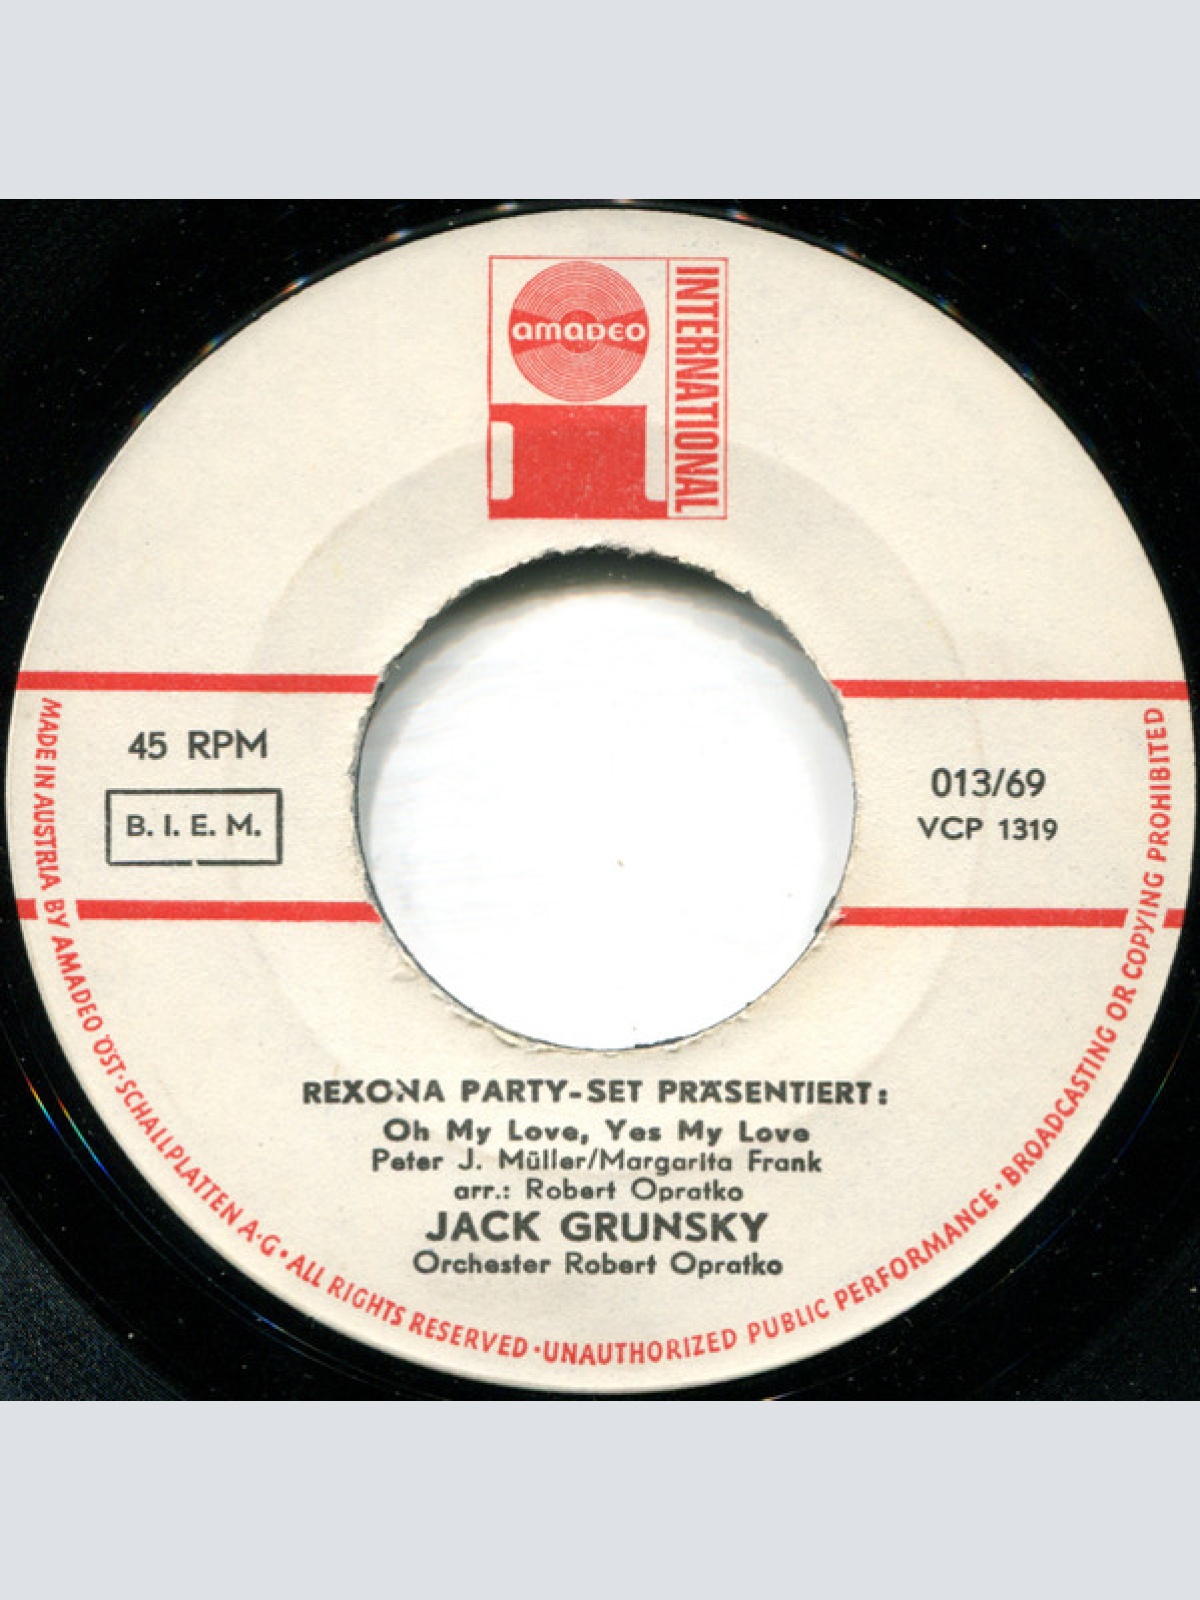 amaDEO
INTERNATIONAL
45 RPM
B. I. E. M.
013/69
VCP 1319
REXONA PARTY-SET PRÄSENTIERT:
Oh My Love, Yes My Love
Peter J. Müller/Margarita Frank
arr.: Robert Opratko
JACK GRUNSKY
Orchester Robert Opratko
MADE IN AUSTRIA BY AMADEO ÖST·SCHALLPLATTEN A·G • ALL RIGHTS RESERVED · UNAUTHORIZED PUBLIC PERFORMANCE · BROADCASTING OR COPYING PROHIBITED